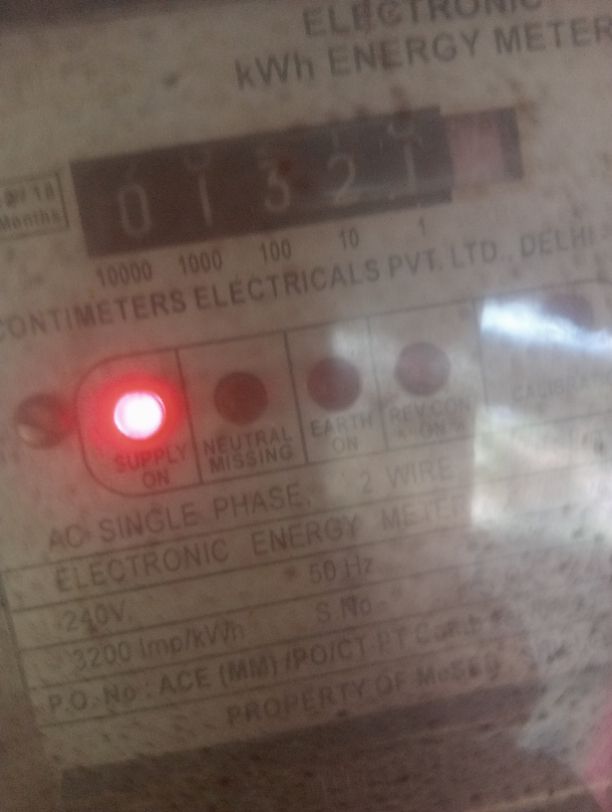 ELECTRONIC
kWh ENERGY METER
Months
0 1 3 2 1
10000 1000 100 10 1
CONTIMETERS ELECTRICALS PVT. LTD., DELHI
SUPPLY ON
NEUTRAL MISSING
EARTH ON
REV.CON. ON
AC SINGLE PHASE, 2 WIRE
ELECTRONIC ENERGY METER
240V. 50 Hz
3200 imp/kWh S.No
P.O. No : ACE (MM) /PO/CT PT
PROPERTY OF